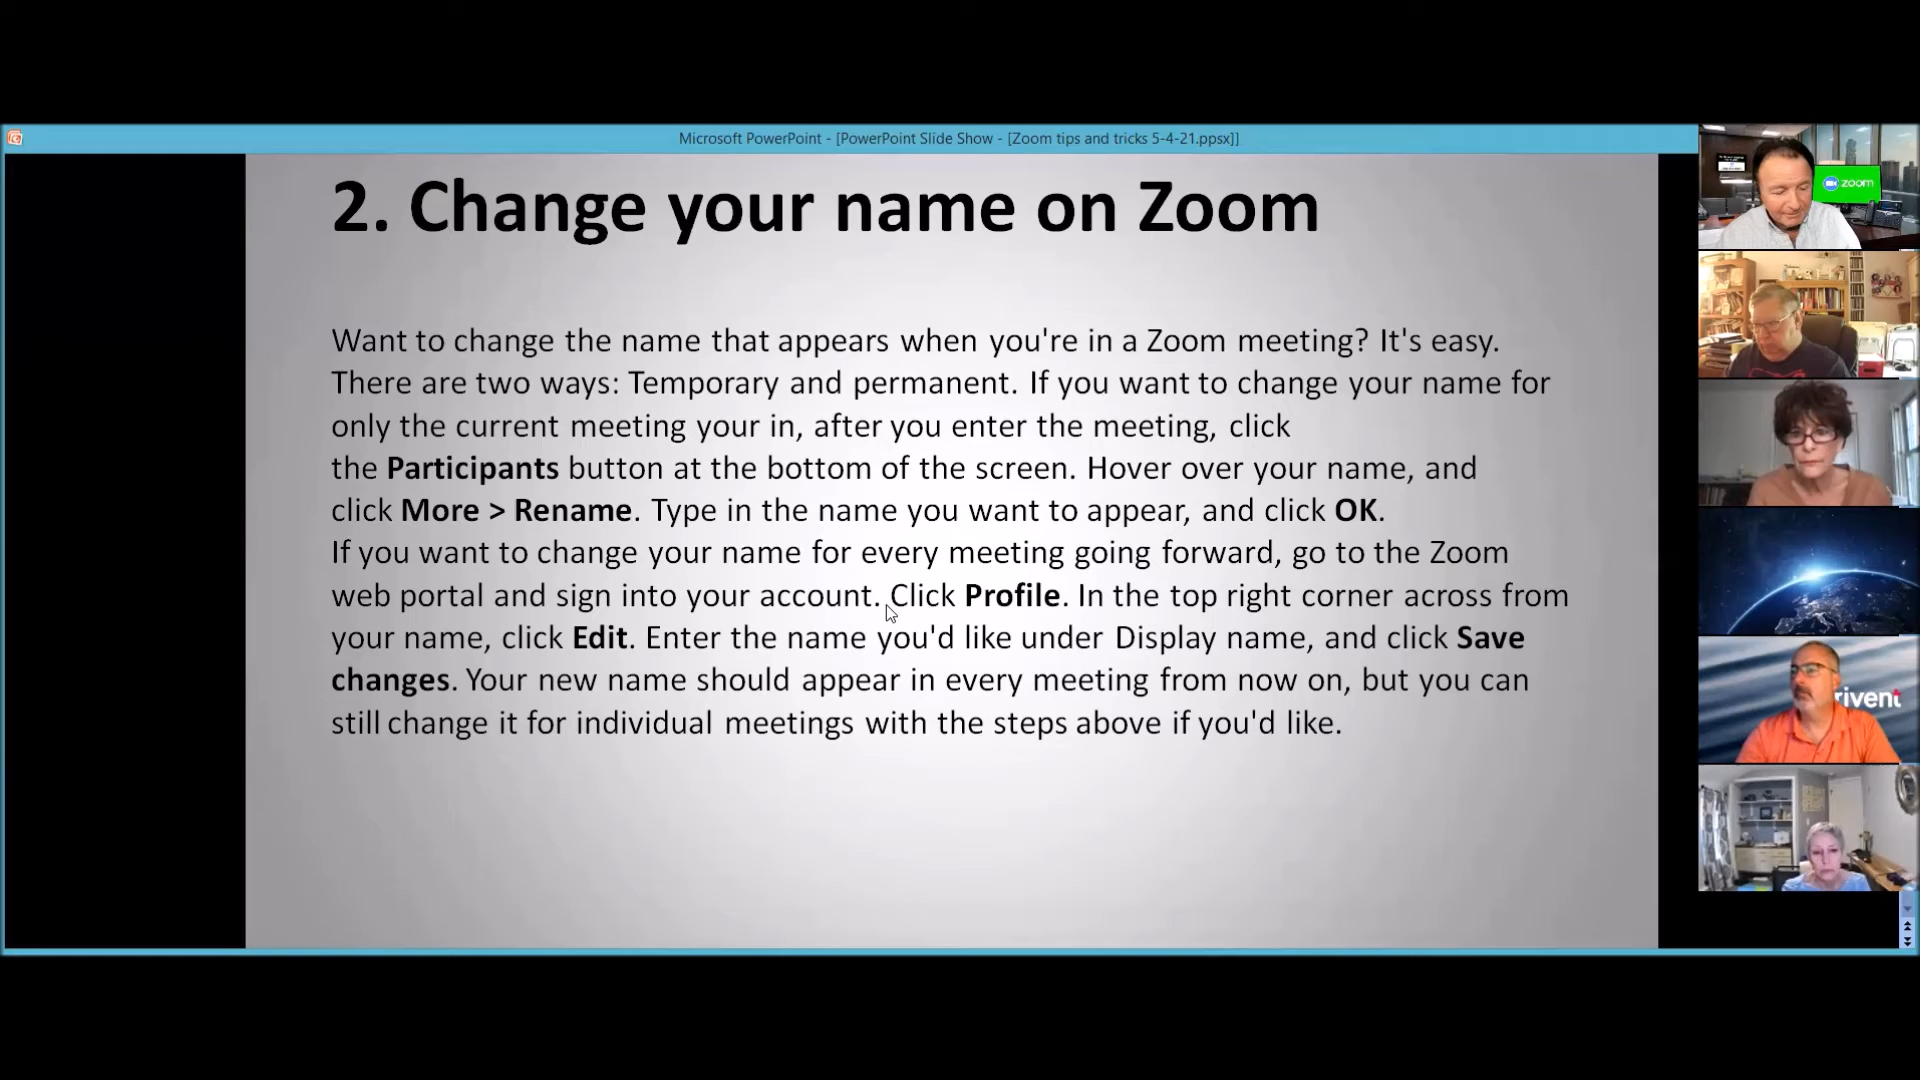 Microsoft PowerPoint - [PowerPoint Slide Show - [Zoom tips and tricks 5-4-21.ppsx]]
2. Change your name on Zoom
Want to change the name that appears when you're in a Zoom meeting? It's easy.
There are two ways: Temporary and permanent. If you want to change your name for
only the current meeting your in, after you enter the meeting, click
the Participants button at the bottom of the screen. Hover over your name, and
click More > Rename. Type in the name you want to appear, and click OK.
If you want to change your name for every meeting going forward, go to the Zoom
web portal and sign into your account. Click Profile. In the top right corner across from
your name, click Edit. Enter the name you'd like under Display name, and click Save
changes. Your new name should appear in every meeting from now on, but you can
still change it for individual meetings with the steps above if you'd like.
zoom
rivent